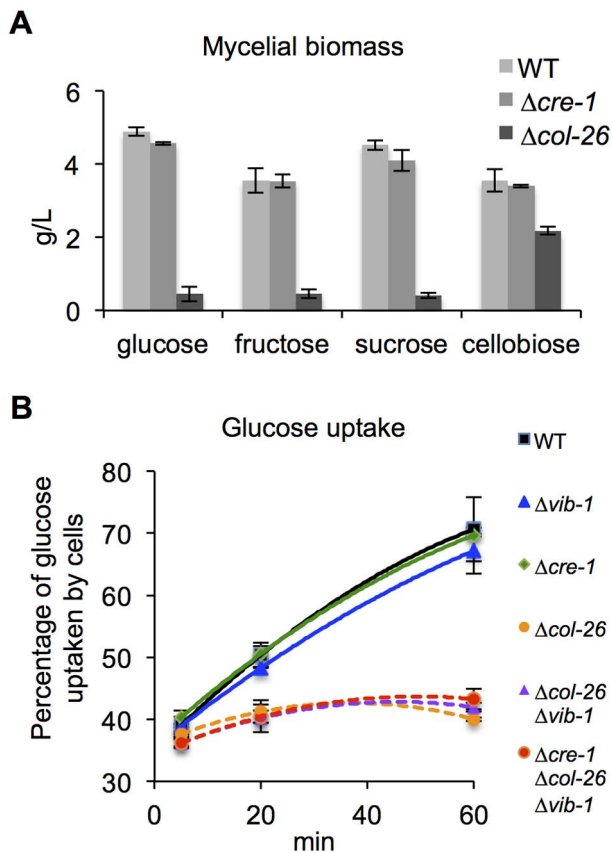 A
Mycelial biomass
WT
Δcre-1
Δcol-26
6
4
2
0
g/L
glucose
fructose
sucrose
cellobiose
B
Glucose uptake
WT
Δvib-1
Δcre-1
Δcol-26
Δcol-26
Δvib-1
Δcre-1
Δcol-26
Δvib-1
80
70
60
50
40
30
Percentage of glucose
uptaken by cells
0
20
40
60
min